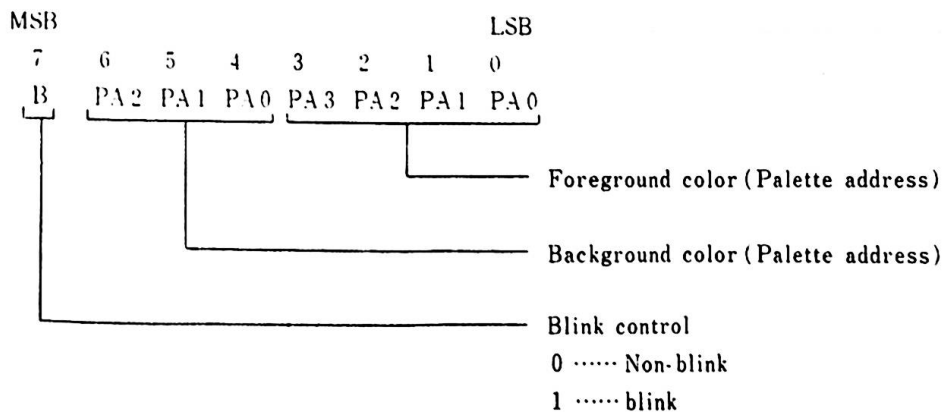 MSB LSB
7 6 5 4 3 2 1 0
B PA2 PA1 PA0 PA3 PA2 PA1 PA0
Foreground color (Palette address)
Background color (Palette address)
Blink control
0 ······ Non-blink
1 ······ blink